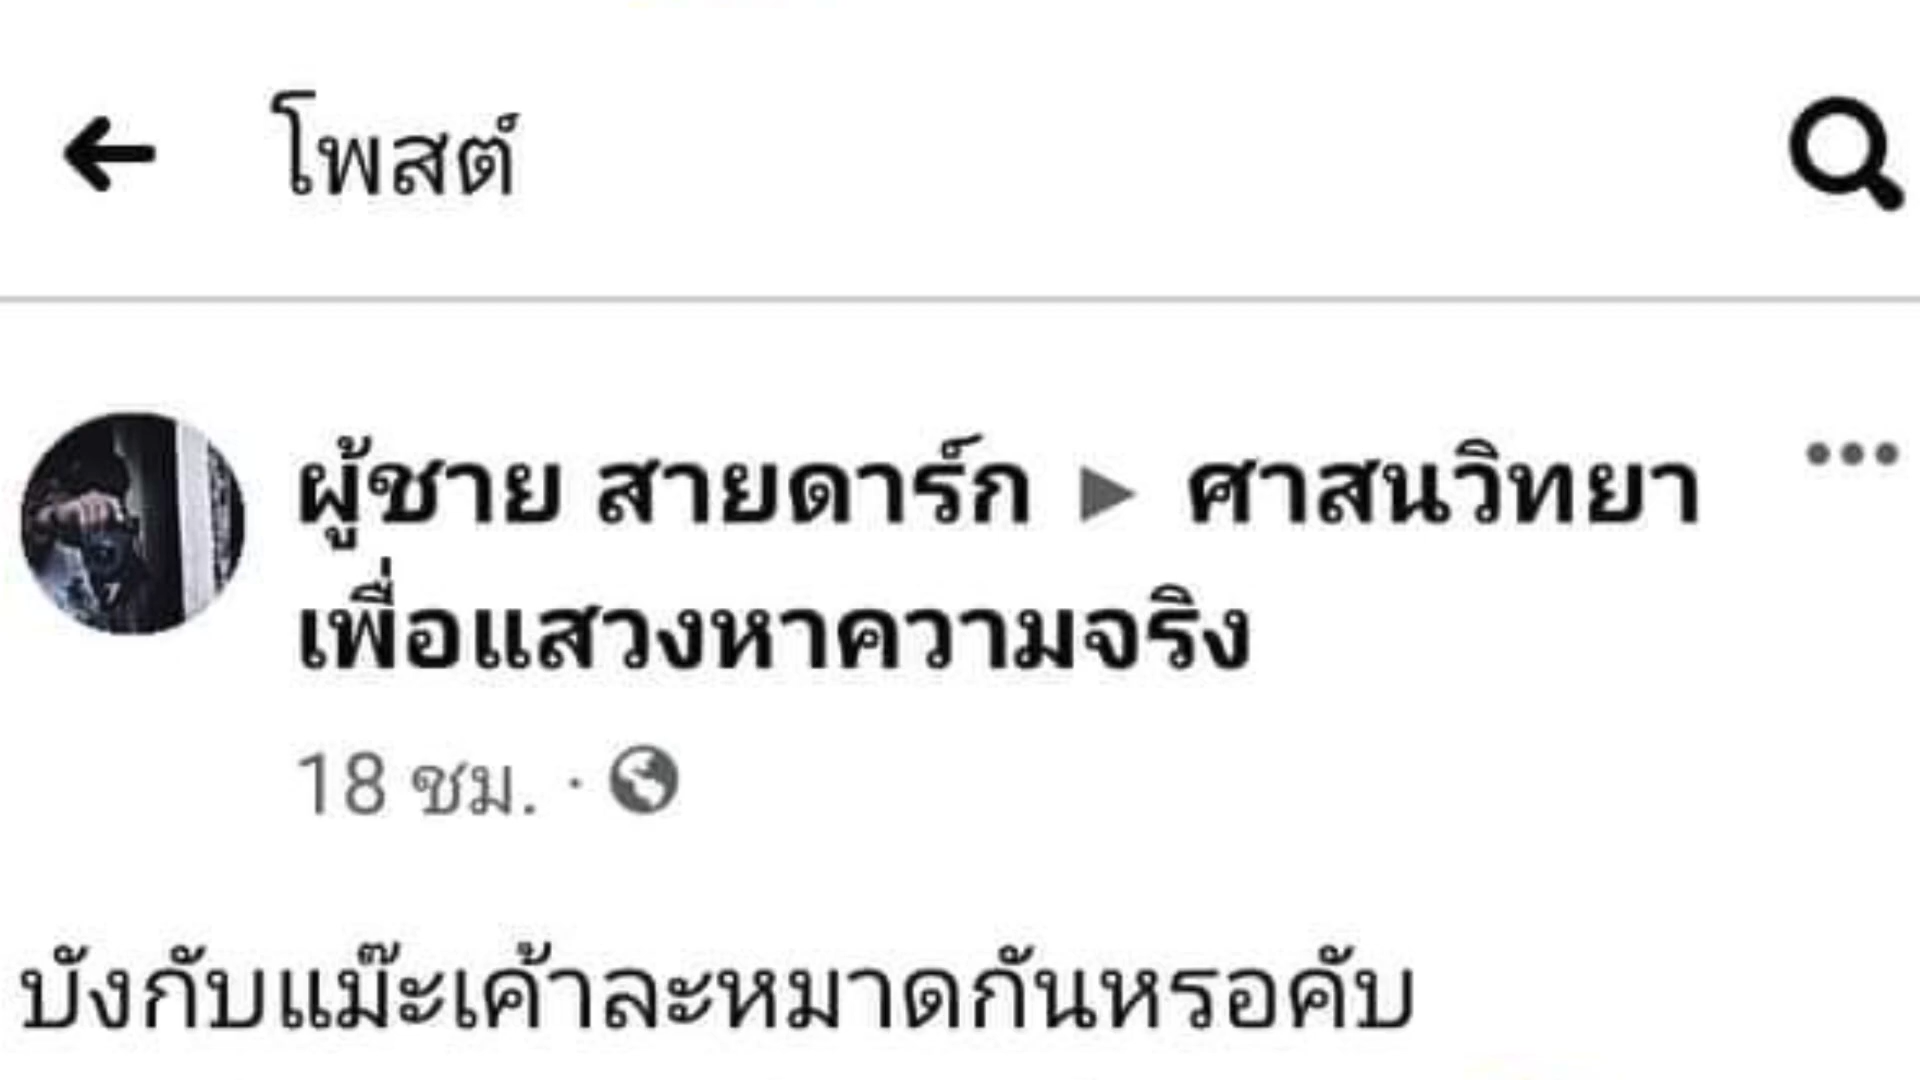 โพสต์
ผู้ชาย สายดาร์ก ▸ ศาสนวิทยา
เพื่อแสวงหาความจริง
18 ชม. ·
บังกับแม๊ะเค้าละหมาดกันหรอคับ